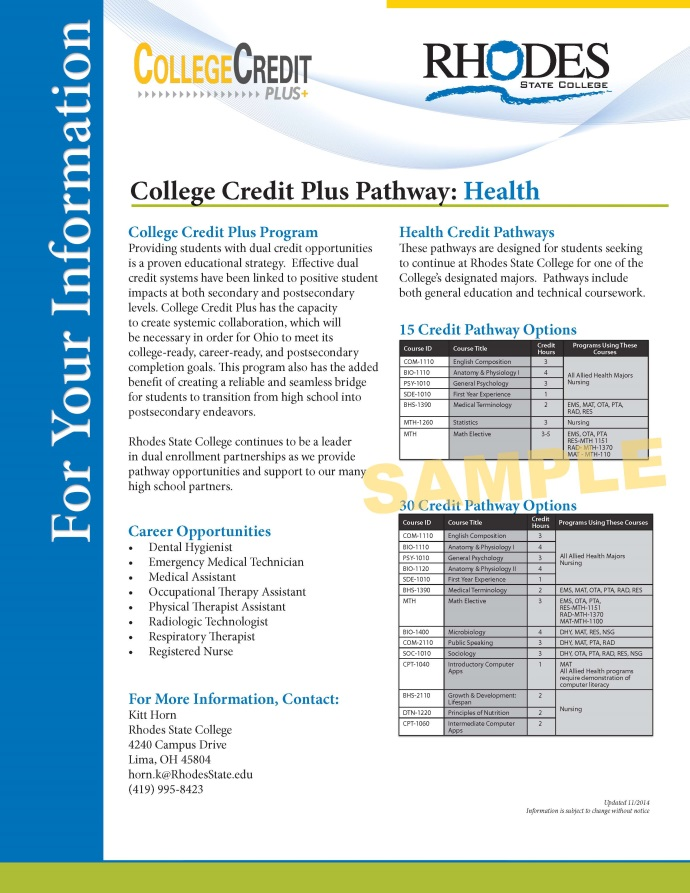 For Your Information
COLLEGECREDIT
PLUS+
RHODES
STATE COLLEGE
College Credit Plus Pathway: Health
College Credit Plus Program
Providing students with dual credit opportunities
is a proven educational strategy.  Effective dual
credit systems have been linked to positive student
impacts at both secondary and postsecondary
levels. College Credit Plus has the capacity
to create systemic collaboration, which will
be necessary in order for Ohio to meet its
college-ready, career-ready, and postsecondary
completion goals. This program also has the added
benefit of creating a reliable and seamless bridge
for students to transition from high school into
postsecondary endeavors.
Rhodes State College continues to be a leader
in dual enrollment partnerships as we provide
pathway opportunities and support to our many
high school partners.
Career Opportunities
• Dental Hygienist
• Emergency Medical Technician
• Medical Assistant
• Occupational Therapy Assistant
• Physical Therapist Assistant
• Radiologic Technologist
• Respiratory Therapist
• Registered Nurse
For More Information, Contact:
Kitt Horn
Rhodes State College
4240 Campus Drive
Lima, OH 45804
horn.k@RhodesState.edu
(419) 995-8423
Health Credit Pathways
These pathways are designed for students seeking
to continue at Rhodes State College for one of the
College's designated majors.  Pathways include
both general education and technical coursework.
15 Credit Pathway Options
Course ID Course Title Credit Hours Programs Using These Courses
COM-1110 English Composition 3
BIO-1110 Anatomy & Physiology I 4
All Allied Health Majors
Nursing
PSY-1010 General Psychology 3
SDE-1010 First Year Experience 1
BHS-1390 Medical Terminology 2 EMS, MAT, OTA, PTA,
RAD, RES
MTH-1260 Statistics 3 Nursing
MTH Math Elective 3-5 EMS, OTA, PTA
RES-MTH 1151
RAD- MTH-1370
MAT - MTH-110
SAMPLE
30 Credit Pathway Options
Course ID Course Title Credit Hours Programs Using These Courses
COM-1110 English Composition 3
BIO-1110 Anatomy & Physiology I 4
PSY-1010 General Psychology 3
All Allied Health Majors
Nursing
BIO-1120 Anatomy & Physiology II 4
SDE-1010 First Year Experience 1
BHS-1390 Medical Terminology 2 EMS, MAT, OTA, PTA, RAD, RES
MTH Math Elective 3 EMS, OTA, PTA,
RES-MTH-1151
RAD-MTH-1370
MAT-MTH-1100
BIO-1400 Microbiology 4 DHY, MAT, RES, NSG
COM-2110 Public Speaking 3 DHY, MAT, PTA, RAD
SOC-1010 Sociology 3 DHY, OTA, PTA, RAD, RES, NSG
CPT-1040 Introductory Computer Apps 1 MAT
All Allied Health programs
require demonstration of
computer literacy
BHS-2110 Growth & Development: Lifespan 2
Nursing
DTN-1220 Principles of Nutrition 2
CPT-1060 Intermediate Computer Apps 2
Updated 11/2014
Information is subject to change without notice